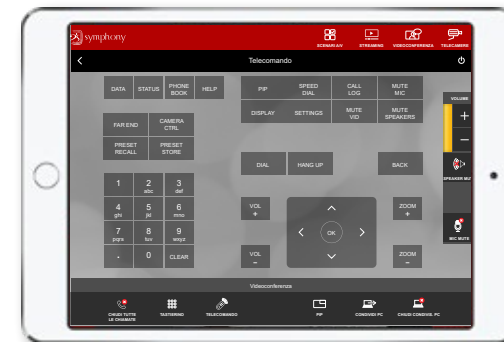 symphony
SCENARI A/V STREAMING VIDEOCONFERENZA TELECAMERE
Telecomando
DATA STATUS PHONE BOOK HELP
PIP SPEED DIAL CALL LOG MUTE MIC
DISPLAY SETTINGS MUTE VID MUTE SPEAKERS
FAR END CAMERA CTRL
PRESET RECALL PRESET STORE
DIAL HANG UP BACK
1 2 abc 3 def
4 ghi 5 jkl 6 mno
7 pqrs 8 tuv 9 wxyz
. 0 CLEAR
VOL + ZOOM +
OK
VOL – ZOOM –
VOLUME
+
–
SPEAKER MU
MIC MUTE
Videoconferenza
CHIUDI TUTTE
LE CHIAMATE
TASTIERINO TELECOMANDO PIP CONDIVIDI PC CHIUDI CONDIVID. PC